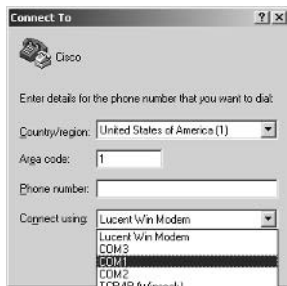 Connect To
Cisco
Enter details for the phone number that you want to dial:
Country/region: United States of America (1)
Area code: 1
Phone number:
Connect using: Lucent Win Modem
Lucent Win Modem
COM3
COM1
COM2